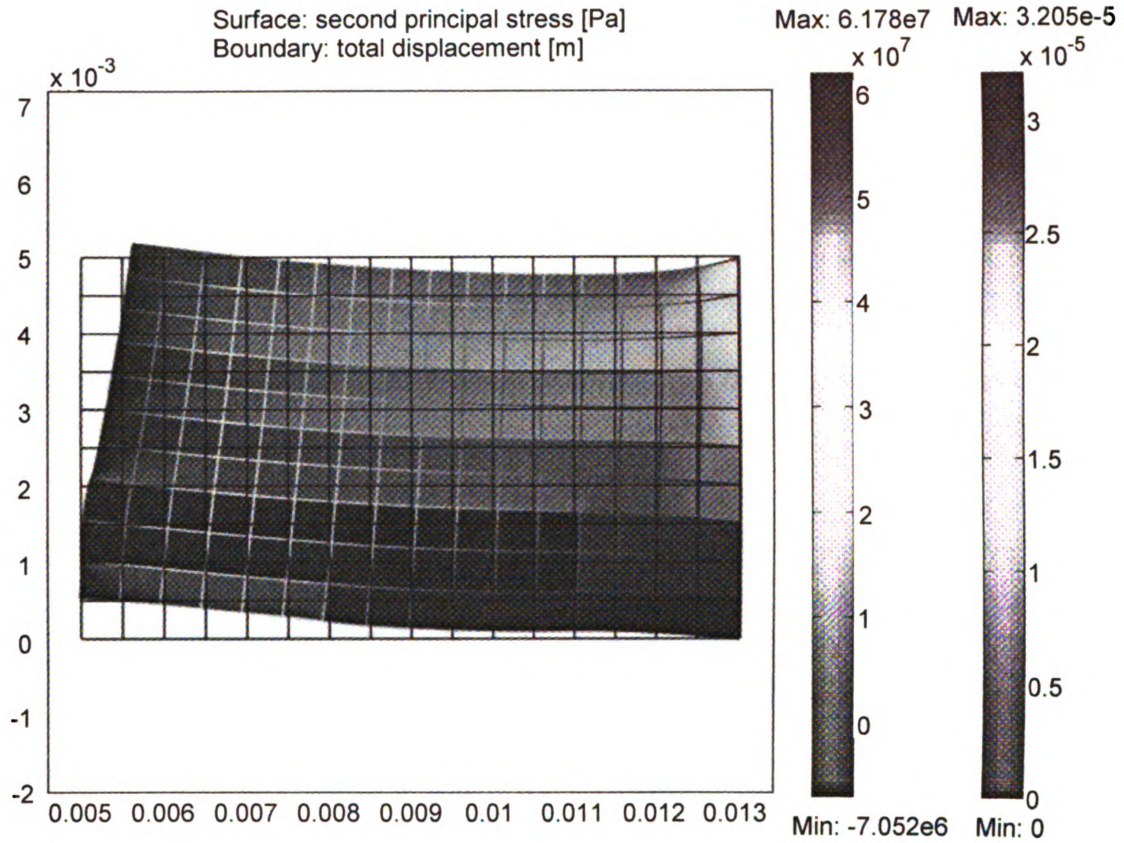 Surface: second principal stress [Pa]
Boundary: total displacement [m]
Max: 6.178e7
Max: 3.205e-5
x 10-3
x 10^7
x 10^-5
7
6
5
4
3
2
1
0
-1
-2
0.005 0.006 0.007 0.008 0.009 0.01 0.011 0.012 0.013
6
5
4
3
2
1
0
3
2.5
2
1.5
1
0.5
0
Min: -7.052e6
Min: 0